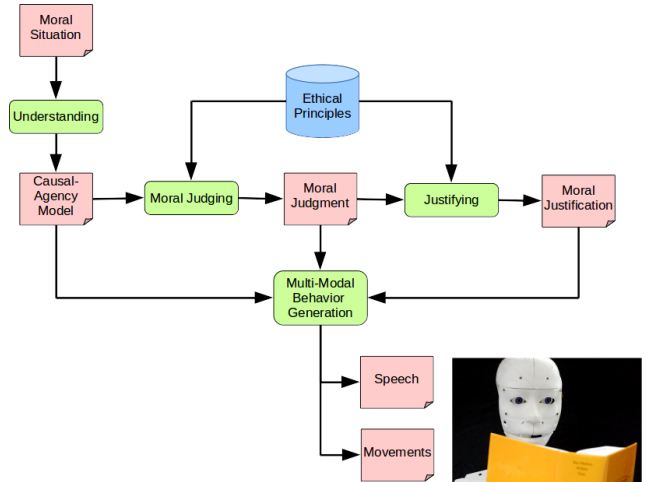 Moral
Situation
Understanding
Ethical
Principles
Causal-
Agency
Model
Moral Judging
Moral
Judgment
Justifying
Moral
Justification
Multi-Modal
Behavior
Generation
Speech
Movements